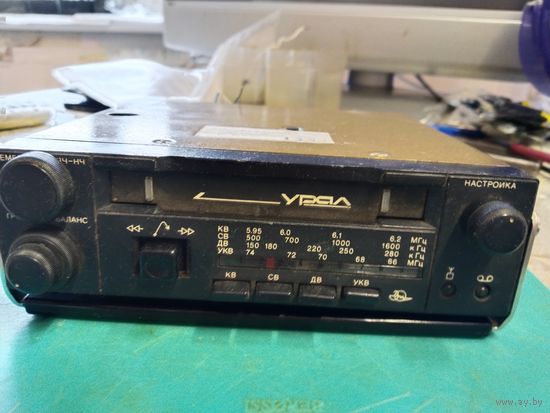 ВЧ-НЧ
БАЛАНС
УРАЛ
НАСТРОЙКА
КВ 5.95 6.0 6.1 6.2 МГц
СВ 500 700 1000 1600 кГц
ДВ 150 180 220 250 280 кГц
УКВ 74 72 70 68 66 МГц
КВ СВ ДВ УКВ
www.ay.by